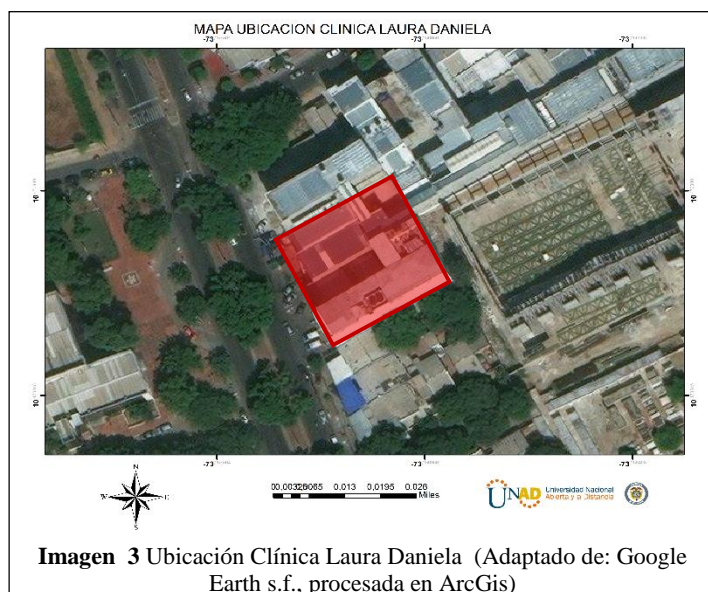 MAPA UBICACION CLINICA LAURA DANIELA
-73
-73
-73
10
10
10
10
-73
-73
-73
N
W
E
S
0.013
0.0195
0.026
Miles
UNAD
Universidad Nacional
Abierta y a Distancia
Imagen 3 Ubicación Clínica Laura Daniela (Adaptado de: Google
Earth s.f., procesada en ArcGis)